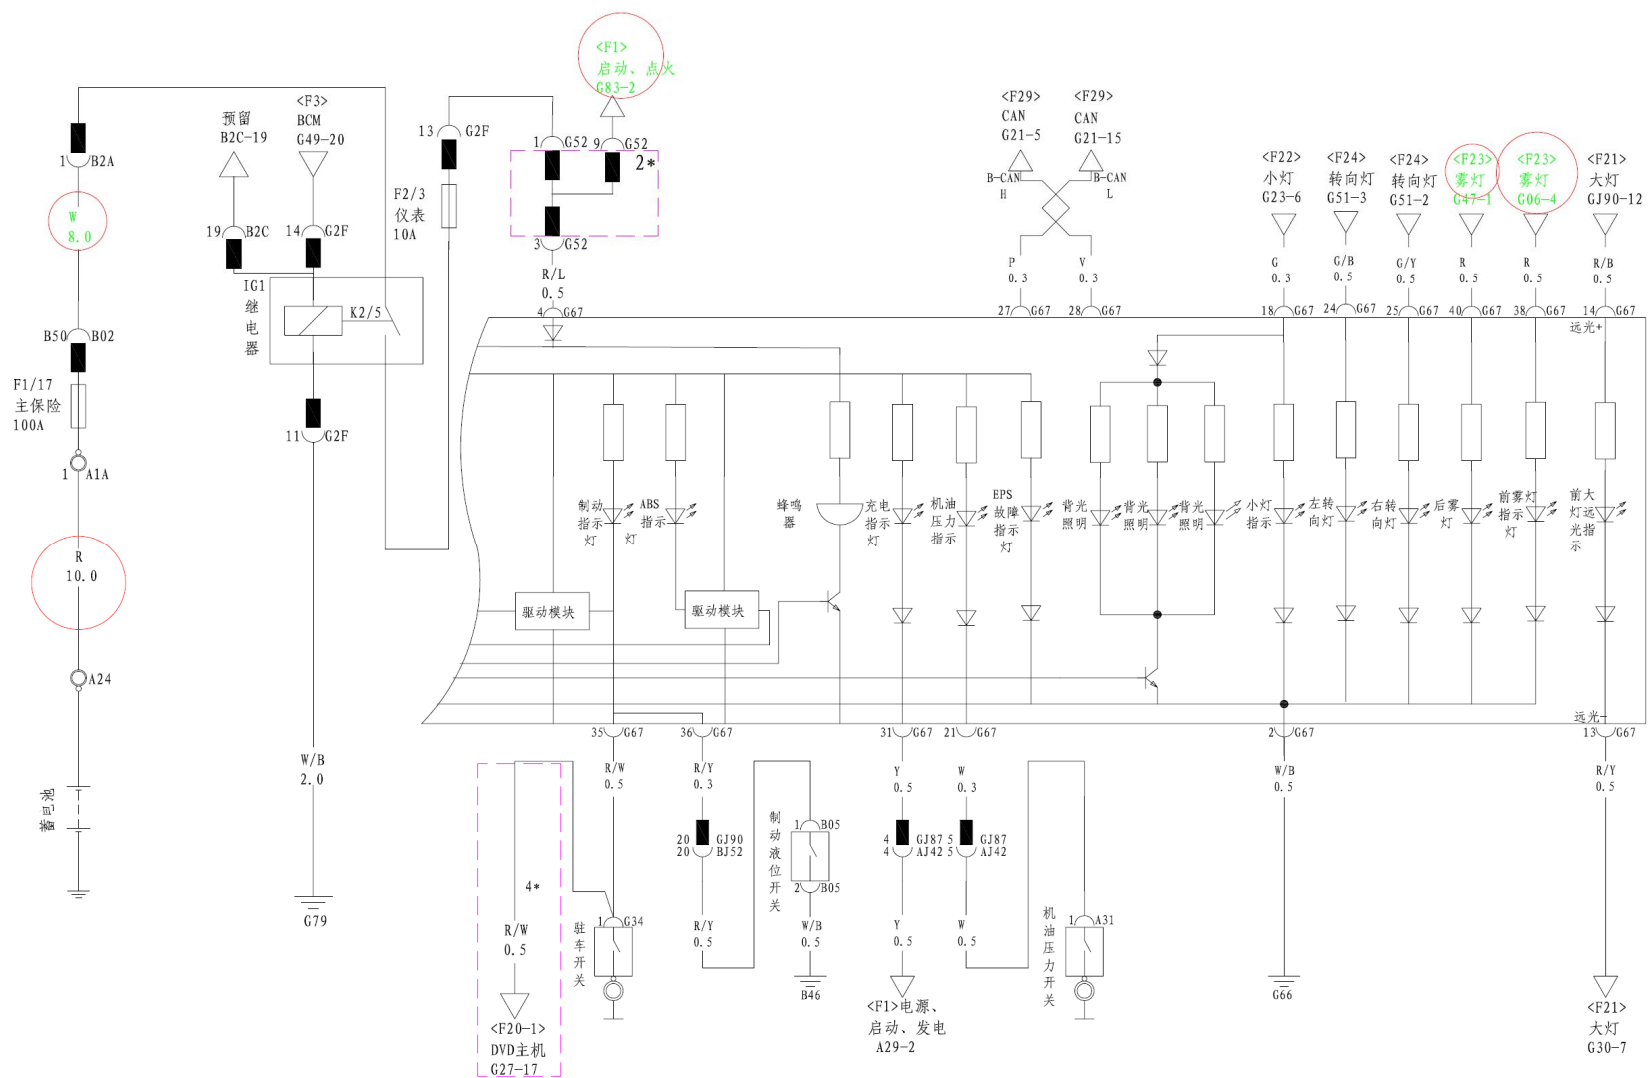 <F1>
启动、点火
G83-2
<F3>
BCM
G49-20
预留
B2C-19
13
G2F
1
G52
9
G52
2*
<F29>
CAN
G21-5
<F29>
CAN
G21-15
B-CAN
H
B-CAN
L
<F22>
小灯
G23-6
<F24>
转向灯
G51-3
<F24>
转向灯
G51-2
<F23>
雾灯
G47-1
<F23>
雾灯
G06-4
<F21>
大灯
GJ90-12
1
B2A
W
8.0
F2/3
仪表
10A
19
B2C
14
G2F
3
G52
R/L
0.5
P
0.3
V
0.3
G
0.3
G/B
0.5
G/Y
0.5
R
0.5
R
0.5
R/B
0.5
IG1
继
电
器
K2/5
4
G67
27
G67
28
G67
18
G67
24
G67
25
G67
40
G67
38
G67
14
G67
远光+
B50
B02
F1/17
主保险
100A
11
G2F
1
A1A
制动
指示
灯
ABS
指示
灯
蜂鸣
器
充电
指示
灯
机油
压力
指示
EPS
故障
指示
灯
背光
照明
背光
照明
背光
照明
小灯
指示
左转
向灯
右转
向灯
后雾
灯
前雾灯
指示
灯
前大
灯远
光指
示
R
10.0
驱动模块
驱动模块
A24
远光-
35
G67
36
G67
31
G67
21
G67
2
G67
13
G67
W/B
2.0
R/W
0.5
R/Y
0.3
Y
0.5
W
0.3
W/B
0.5
R/Y
0.5
蓄电池
制
动
液
位
开
关
1
B05
2
B05
20
GJ90
20
BJ52
4
GJ87
4
AJ42
5
GJ87
5
AJ42
4*
G79
R/W
0.5
驻
车
开
关
1
G34
R/Y
0.5
W/B
0.5
Y
0.5
W
0.5
机
油
压
力
开
关
1
A31
B46
G66
<F1>电源、
启动、发电
A29-2
<F20-1>
DVD主机
G27-17
<F21>
大灯
G30-7